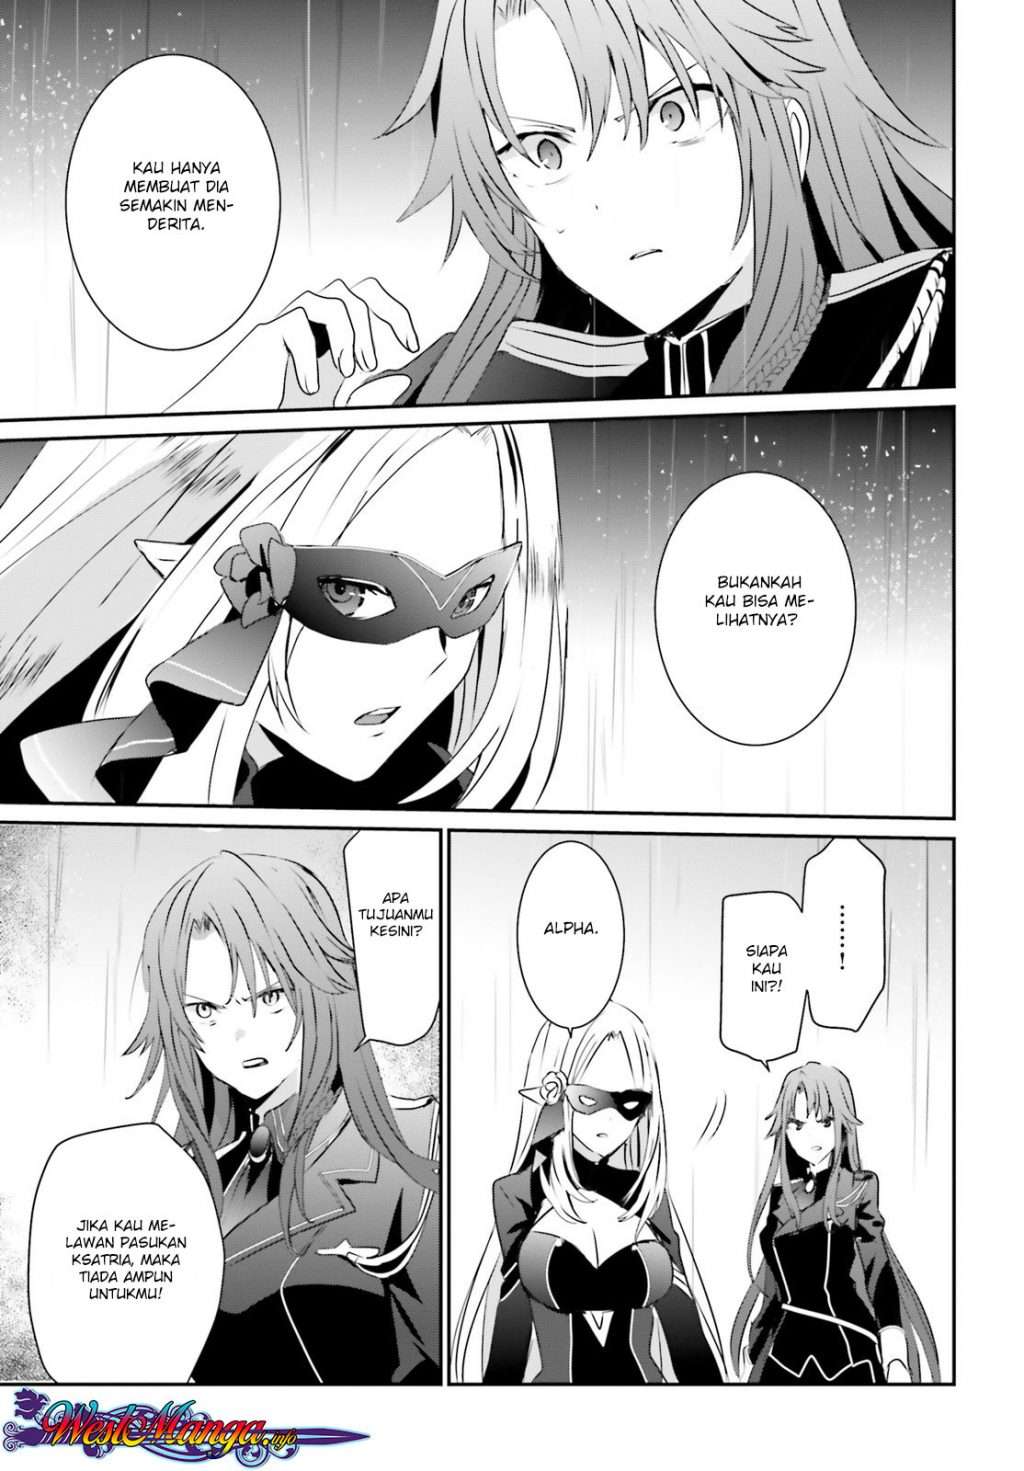 KAU HANYA
MEMBUAT DIA
SEMAKIN MEN-
DERITA.
BUKANKAH
KAU BISA ME-
LIHATNYA?
........!
SIAPA
KAU
INI?!
ALPHA.
APA
TUJUANMU
KESINI?
JIKA KAU ME-
LAWAN PASUKAN
KSATRIA, MAKA
TIADA AMPUN
UNTUKMU!
WestManga.info